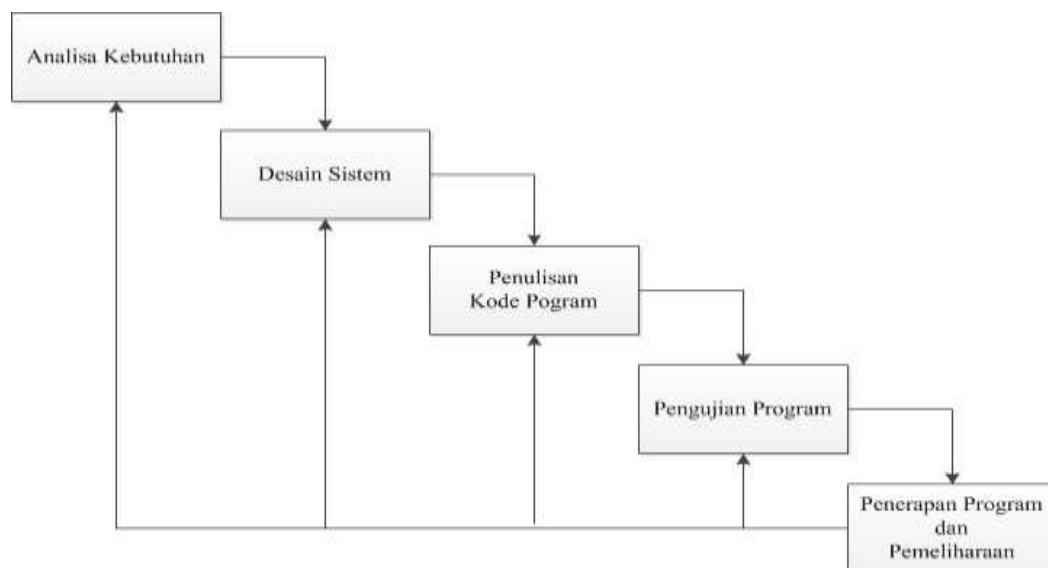 Analisa Kebutuhan
Desain Sistem
Penulisan
Kode Pogram
Pengujian Program
Penerapan Program
dan
Pemeliharaan